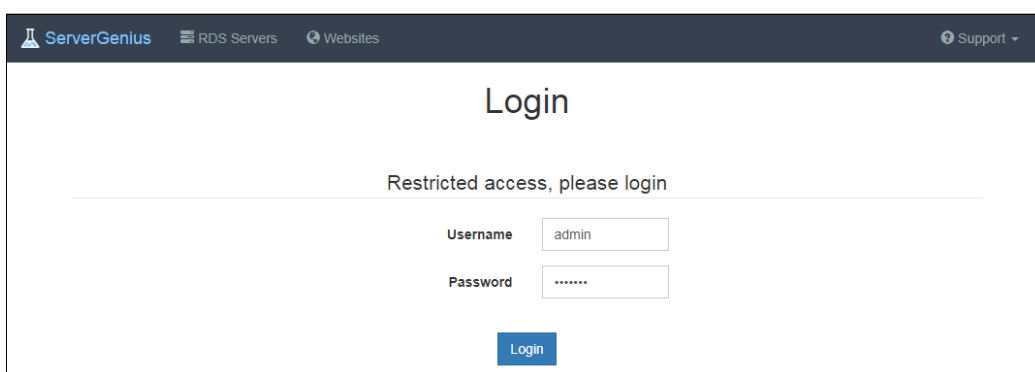 ServerGenius RDS Servers Websites Support
Login
Restricted access, please login
Username admin
Password •••••••
Login